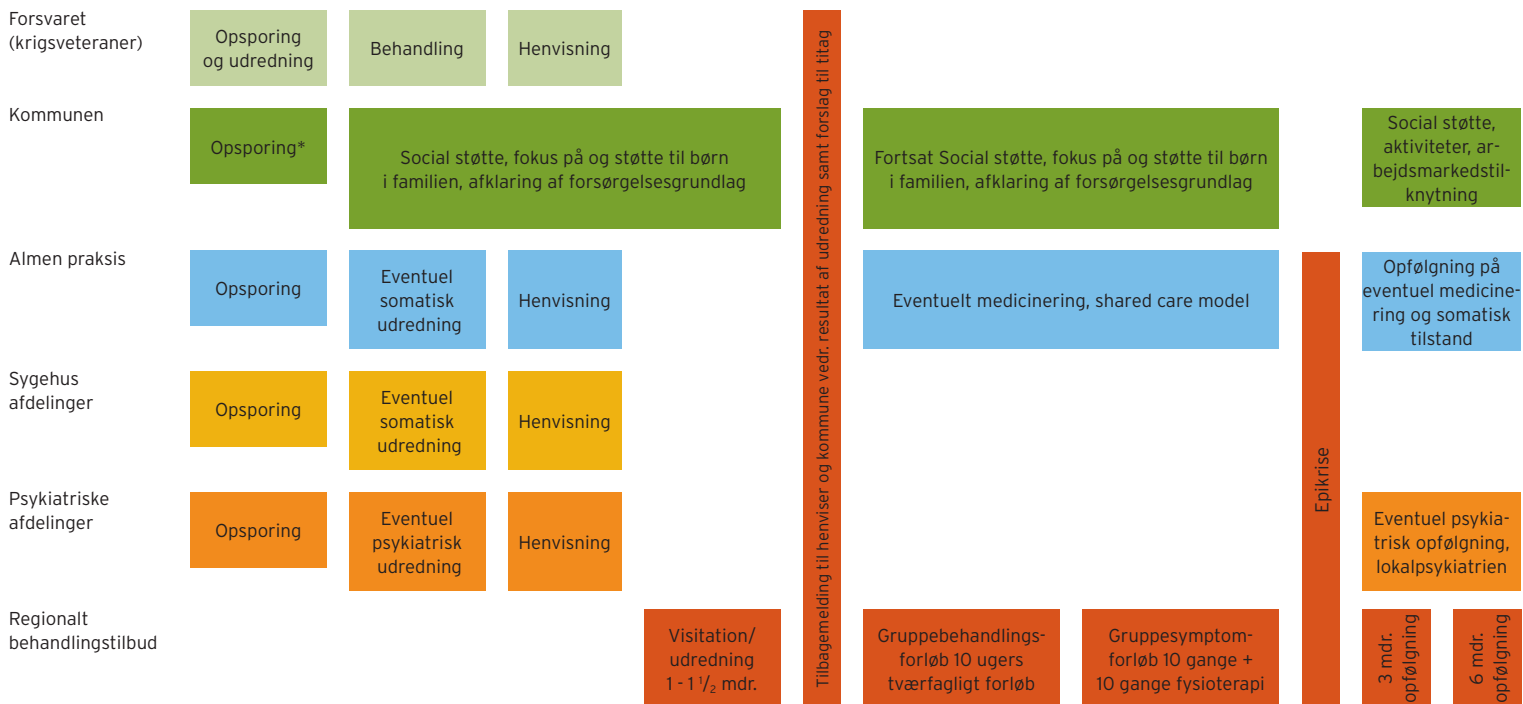 Forsvaret
(krigsveteraner)
Opsporing
og udredning
Behandling
Henvisning
Kommunen
Opsporing*
Social støtte, fokus på og støtte til børn
i familien, afklaring af forsørgelsesgrundlag
Tilbagemelding til henviser og kommune vedr. resultat af udredning samt forslag til titag
Fortsat Social støtte, fokus på og støtte til børn
i familien, afklaring af forsørgelsesgrundlag
Social støtte,
aktiviteter, ar-
bejdsmarkedstil-
knytning
Almen praksis
Opsporing
Eventuel
somatisk
udredning
Henvisning
Eventuelt medicinering, shared care model
Epikrise
Opfølgning på
eventuel medicine-
ring og somatisk
tilstand
Sygehus
afdelinger
Opsporing
Eventuel
somatisk
udredning
Henvisning
Psykiatriske
afdelinger
Opsporing
Eventuel
psykiatrisk
udredning
Henvisning
Eventuel psykia-
trisk opfølgning,
lokalpsykiatrien
Regionalt
behandlingstilbud
Visitation/
udredning
1 - 1 1/2 mdr.
Gruppebehandlings-
forløb 10 ugers
tværfagligt forløb
Gruppesymptom-
forløb 10 gange +
10 gange fysioterapi
3 mdr.
opfølgning
6 mdr.
opfølgning